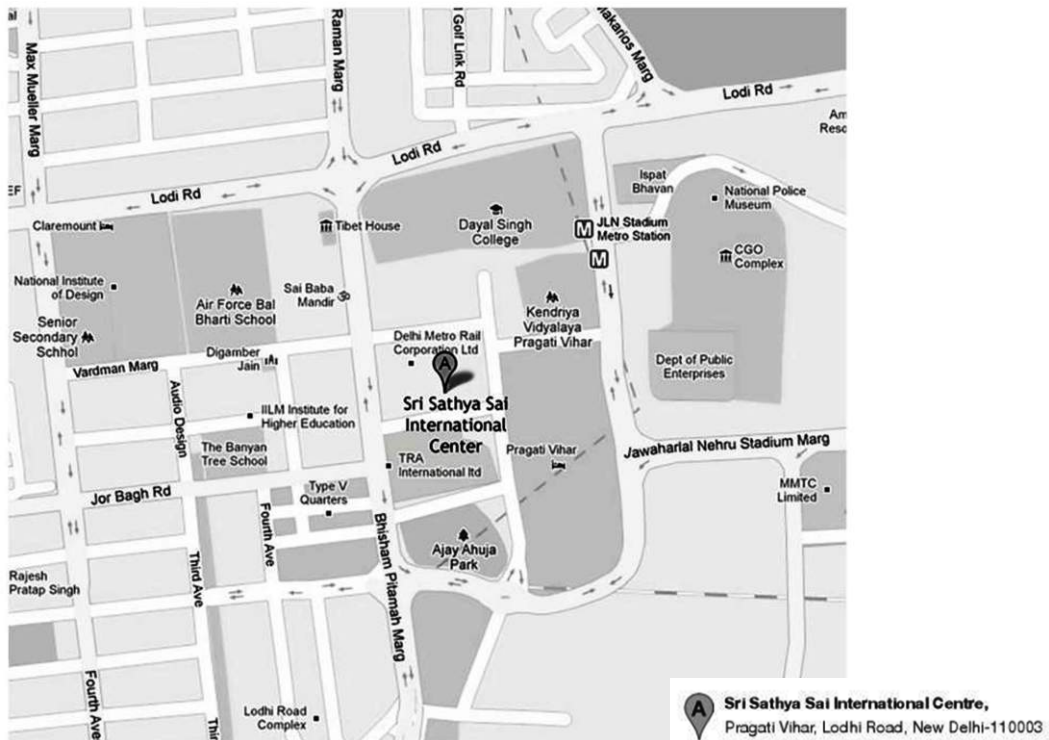 al
Max Mueller Marg
Raman Marg
Golf Link Rd
Makarios Marg
Lodi Rd
Am
Resc
Lodi Rd
EF
Lodi Rd
Ispat
Bhavan
National Police
Museum
Claremount
Tibet House
Dayal Singh
College
M JLN Stadium
Metro Station
M
CGO
Complex
National Institute
of Design
Air Force Bal
Bharti School
Sai Baba
Mandir
Kendriya
Vidyalaya
Pragati Vihar
Senior
Secondary
Schhol
Delhi Metro Rail
Corporation Ltd
Digamber
Jain
Vardman Marg
A
Dept of Public
Enterprises
Audio Design
Sri Sathya Sai
International
Center
IILM Institute for
Higher Education
The Banyan
Tree School
TRA
International ltd
Pragati Vihar
Jawaharlal Nehru Stadium Marg
Jor Bagh Rd
Type V
Quarters
MMTC
Limited
Fourth Ave
Bhisham Pitamah Marg
Ajay Ahuja
Park
Third Ave
Rajesh
Pratap Singh
Fourth Ave
Thir
Lodhi Road
Complex
A Sri Sathya Sai International Centre,
Pragati Vihar, Lodhi Road, New Delhi-110003